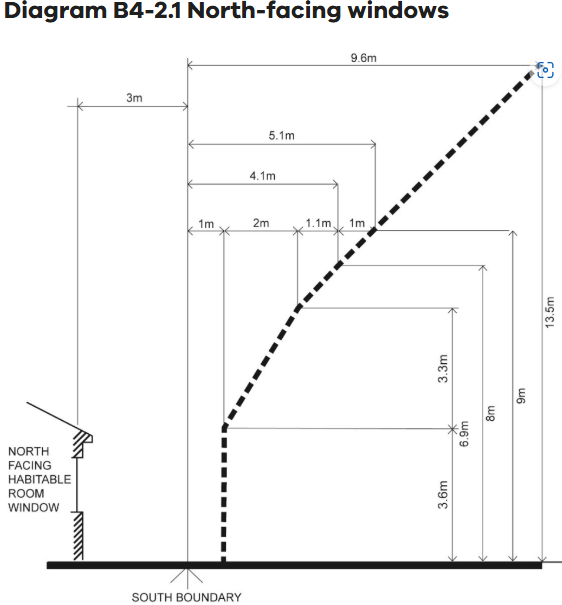 Diagram B4-2.1 North-facing windows
9.6m
3m
5.1m
4.1m
1m
2m
1.1m
1m
13.5m
3.3m
9m
8m
6.9m
3.6m
NORTH
FACING
HABITABLE
ROOM
WINDOW
SOUTH BOUNDARY